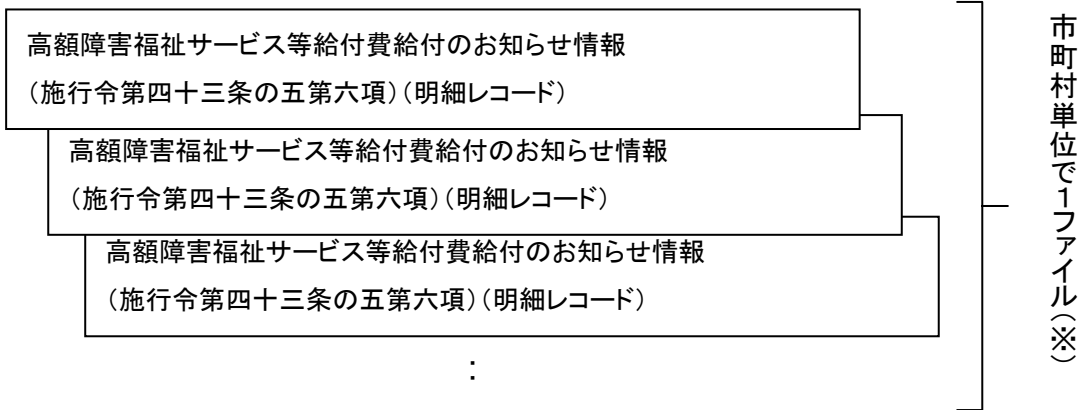 高額障害福祉サービス等給付費給付のお知らせ情報
（施行令第四十三条の五第六項）（明細レコード）
高額障害福祉サービス等給付費給付のお知らせ情報
（施行令第四十三条の五第六項）（明細レコード）
高額障害福祉サービス等給付費給付のお知らせ情報
（施行令第四十三条の五第六項）（明細レコード）
：
市町村単位で１ファイル（※）